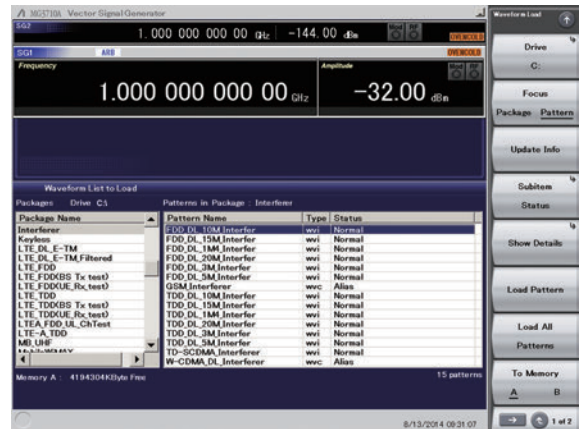 MG3710A Vector Signal Generator
SG2
1. 000 000 000 00 GHz -144. 00 dBm Mod RF
OVENCOLD
SG1 ARB OVENCOLD
Frequency Amplitude Mod RF
1.000 000 000 00 GHz -32.00 dBm
Waveform List to Load
Packages Drive C:\ Patterns in Package : Interferer
Package Name
Interferer
Keyless
LTE_DL_E-TM
LTE_DL_E-TM_Filtered
LTE_FDD
LTE_FDD(BS Tx test)
LTE_FDD(UE_Rx_test)
LTE_TDD
LTE_TDD(BS Tx test)
LTE_TDD(UE_Rx_test)
LTEA_FDD_UL_ChTest
LTE-A_TDD
MB_UHF
Pattern Name Type Status
FDD_DL_10M_Interfer wvi Normal
FDD_DL_15M_Interfer wvi Normal
FDD_DL_1M4_Interfer wvi Normal
FDD_DL_20M_Interfer wvi Normal
FDD_DL_3M_Interfer wvi Normal
FDD_DL_5M_Interfer wvi Normal
GSM_Interferer wvc Alias
TDD_DL_10M_Interfer wvi Normal
TDD_DL_15M_Interfer wvi Normal
TDD_DL_1M4_Interfer wvi Normal
TDD_DL_20M_Interfer wvi Normal
TDD_DL_3M_Interfer wvi Normal
TDD_DL_5M_Interfer wvi Normal
TD-SCDMA_Interferer wvi Normal
W-CDMA_DL_Interferer wvc Alias
Memory A : 4194304KByte Free 15 patterns
8/13/2014 09:31:07
Waveform Load
Drive
C:
Focus
Package Pattern
Update Info
Subitem
Status
Show Details
Load Pattern
Load All
Patterns
To Memory
A B
1 of 2